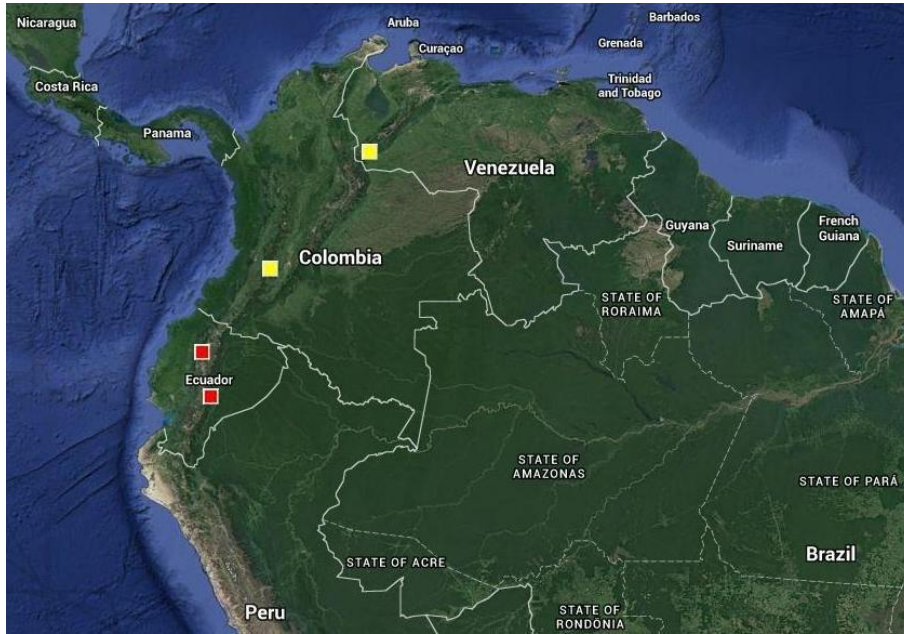 Nicaragua
Aruba
Barbados
Curaçao
Grenada
Costa Rica
Trinidad
and Tobago
Panama
Venezuela
Guyana
Suriname
French
Guiana
Colombia
STATE OF
RORAIMA
STATE OF
AMAPÁ
Ecuador
STATE OF
AMAZONAS
STATE OF PARÁ
STATE OF ACRE
Brazil
Peru
STATE OF
RONDÔNIA